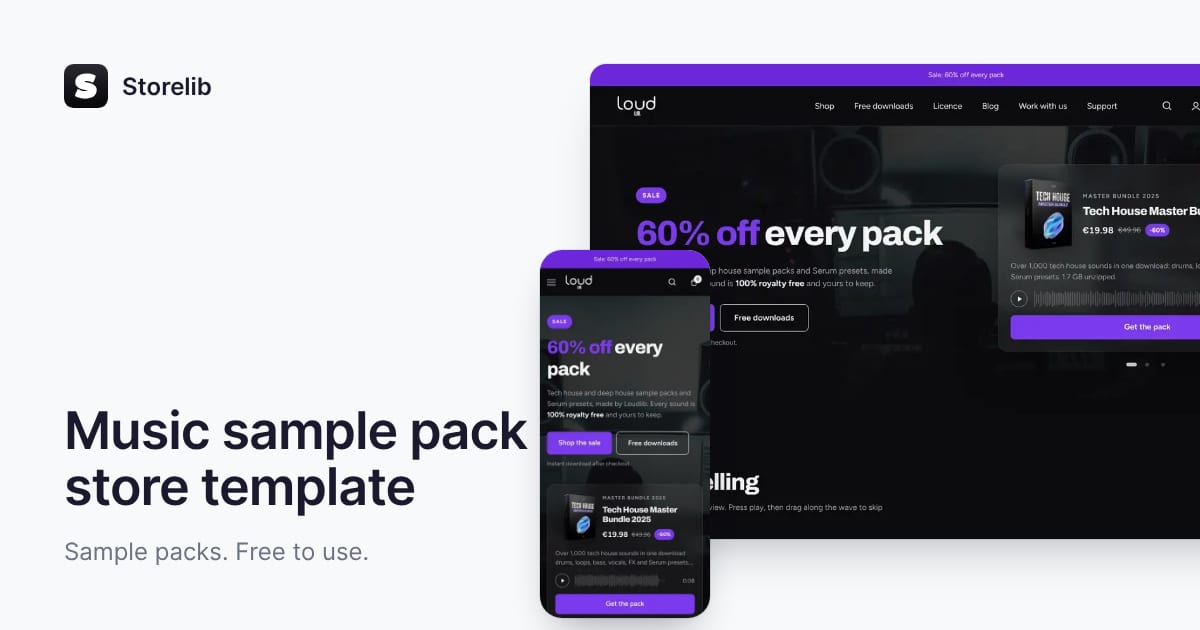 Storelib
Music sample pack
store template
Sample packs. Free to use.
Sale: 60% off every pack
loud
LIB.
Shop
Free downloads
Licence
Blog
Work with us
Support
SALE
60% off every pack
p house sample packs and Serum presets, made
und is 100% royalty free and yours to keep.
Free downloads
heckout.
MASTER BUNDLE 2025
Tech House Master Bu
€19.98 €49.96 -60%
Over 1,000 tech house sounds in one download: drums, lo
Serum presets. 1.7 GB unzipped.
Get the pack
elling
view. Press play, then drag along the wave to skip
TECH HOUSE
Sale: 60% off every pack
loud
SALE
60% off every
pack
Tech house and deep house sample packs and
Serum presets, made by Loudlib. Every sound is
100% royalty free and yours to keep.
Shop the sale
Free downloads
Instant download after checkout.
MASTER BUNDLE 2025
Tech House Master
Bundle 2025
€19.98 €49.96 -60%
Over 1,000 tech house sounds in one download:
drums, loops, bass, vocals, FX and Serum presets...
0:08
Get the pack
TECH HOUSE